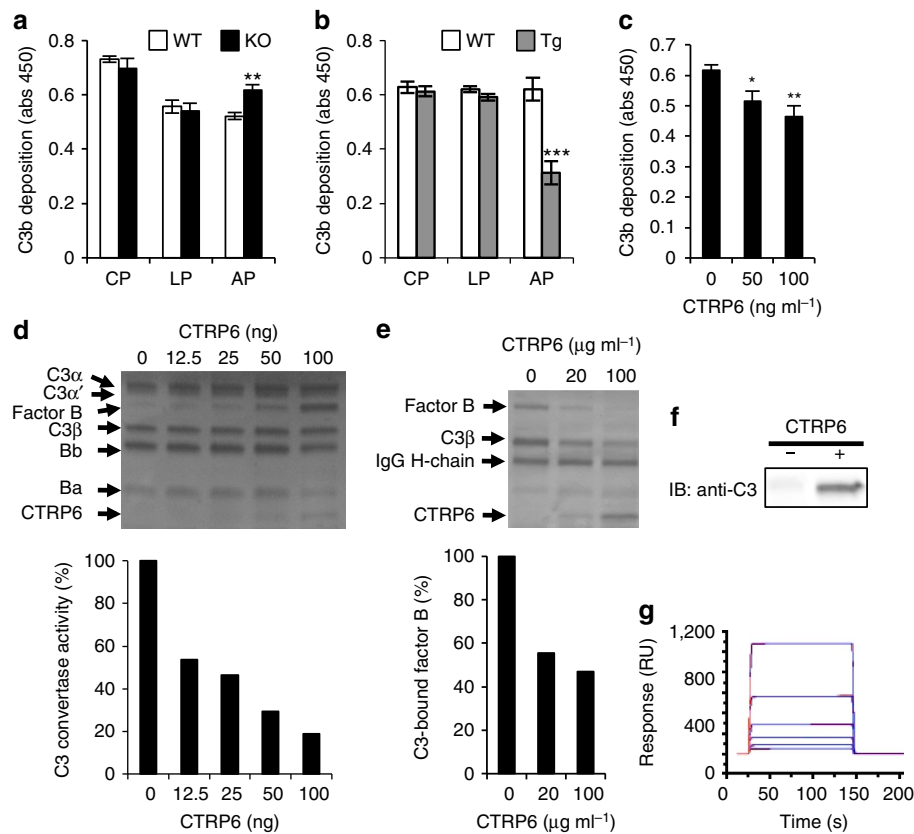 a
WT KO
C3b deposition (abs 450)
0.8
0.6
0.4
0.2
0
**
CP LP AP
b
WT Tg
C3b deposition (abs 450)
0.8
0.6
0.4
0.2
0
***
CP LP AP
c
C3b deposition (abs 450)
0.7
0.6
0.5
0.4
0.3
0.2
0.1
0
*
**
0 50 100
CTRP6 (ng ml⁻¹)
d
CTRP6 (ng)
0 12.5 25 50 100
C3α
C3α′
Factor B
C3β
Bb
Ba
CTRP6
C3 convertase activity (%)
100
80
60
40
20
0
0 12.5 25 50 100
CTRP6 (ng)
e
CTRP6 (μg ml⁻¹)
0 20 100
Factor B
C3β
IgG H-chain
CTRP6
C3-bound factor B (%)
100
80
60
40
20
0
0 20 100
CTRP6 (μg ml⁻¹)
f
CTRP6
− +
IB: anti-C3
g
Response (RU)
1,200
800
400
0
0 50 100 150 200
Time (s)